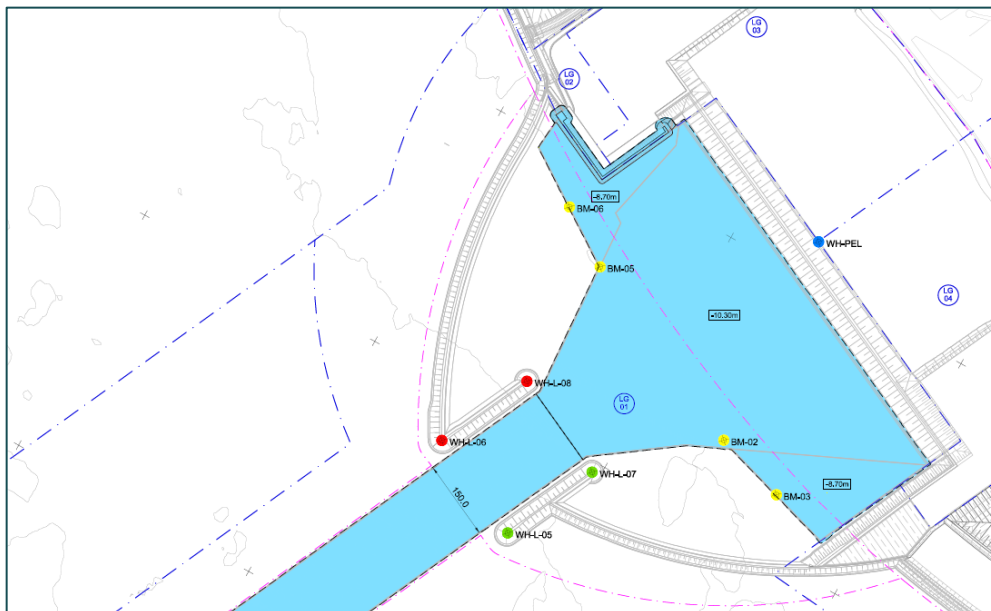 LG
03
LG
02
-8.70m
BM-06
WH-PEL
BM-05
LG
04
-10.30m
WH-L-08
LG
01
WH-L-06
BM-02
WH-L-07
-8.70m
150.0
BM-03
WH-L-05